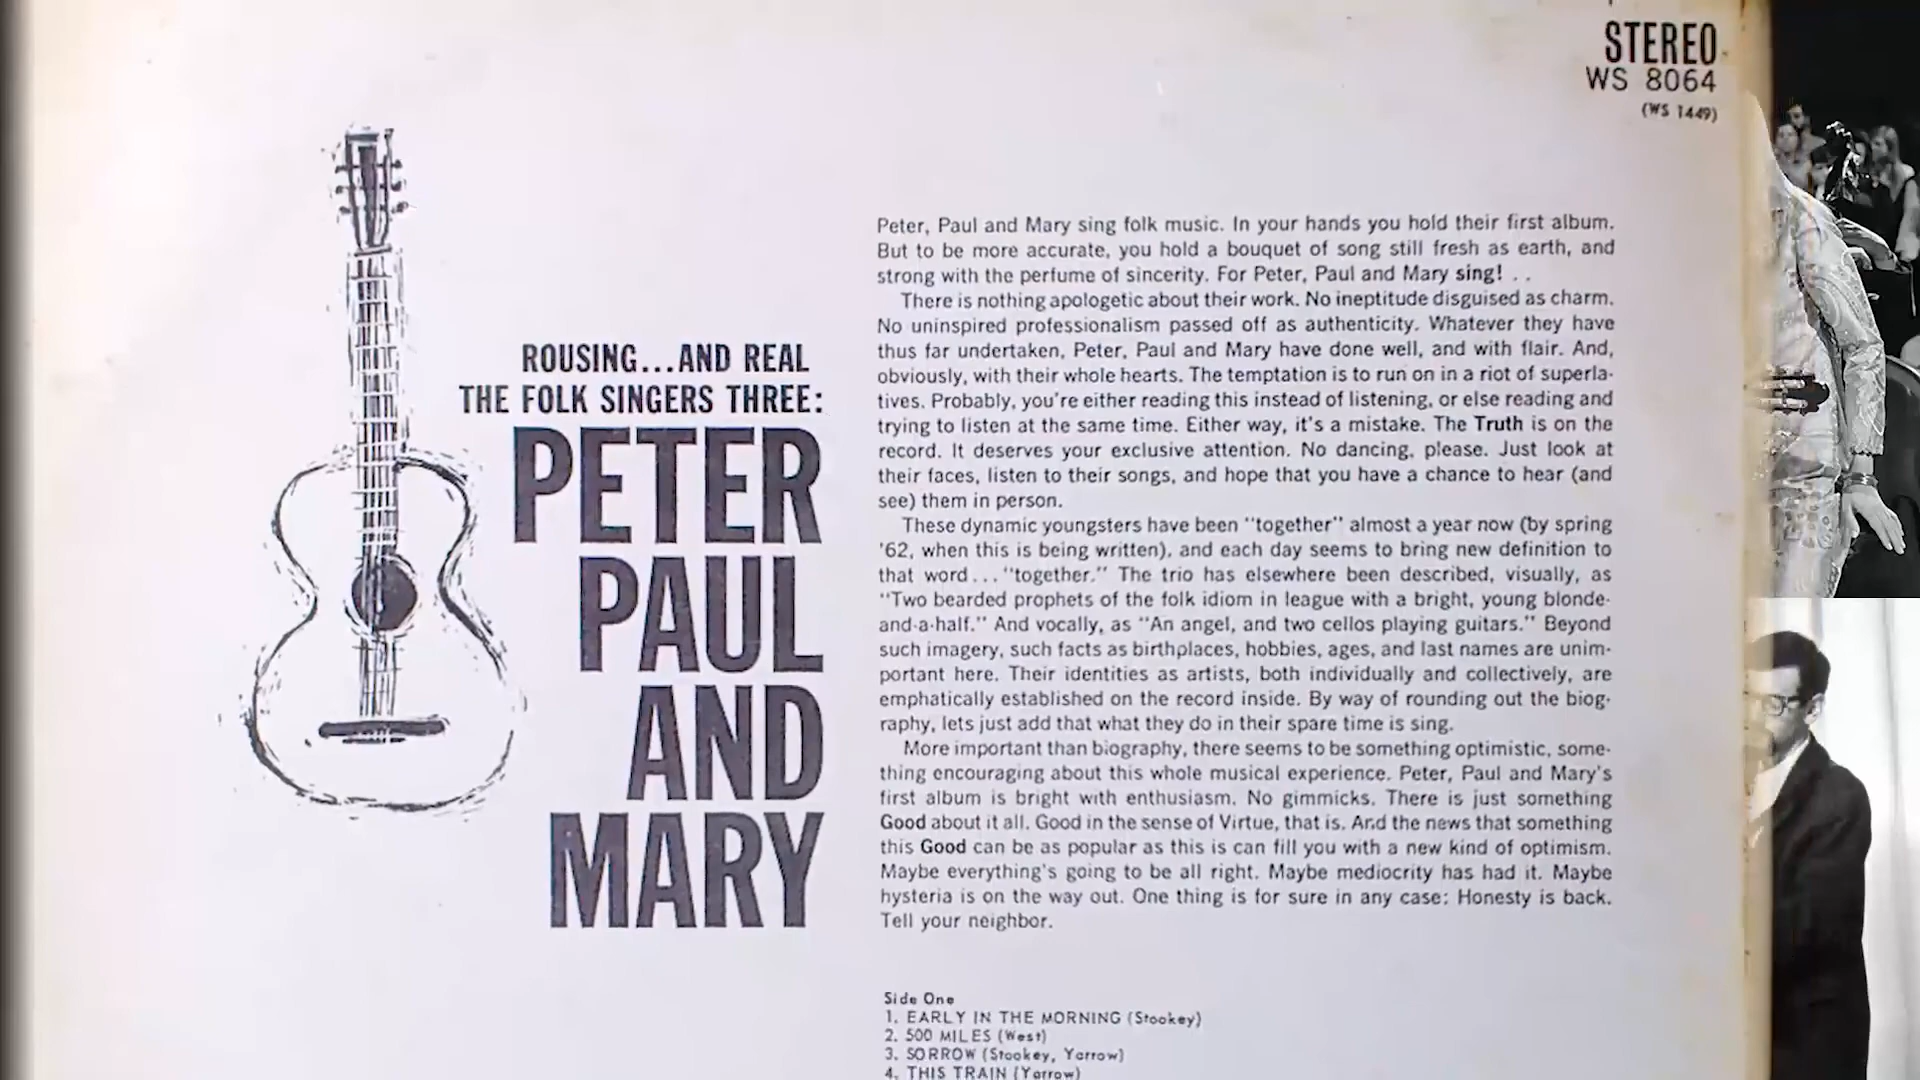 STEREO
WS 8064
(WS 1449)
ROUSING...AND REAL
THE FOLK SINGERS THREE:
PETER
PAUL
AND
MARY
Peter, Paul and Mary sing folk music. In your hands you hold their first album.
But to be more accurate, you hold a bouquet of song still fresh as earth, and
strong with the perfume of sincerity. For Peter, Paul and Mary sing! . .
There is nothing apologetic about their work. No ineptitude disguised as charm.
No uninspired professionalism passed off as authenticity. Whatever they have
thus far undertaken, Peter, Paul and Mary have done well, and with flair. And,
obviously, with their whole hearts. The temptation is to run on in a riot of superla-
tives. Probably, you're either reading this instead of listening, or else reading and
trying to listen at the same time. Either way, it's a mistake. The Truth is on the
record. It deserves your exclusive attention. No dancing, please. Just look at
their faces, listen to their songs, and hope that you have a chance to hear (and
see) them in person.
These dynamic youngsters have been "together" almost a year now (by spring
'62, when this is being written), and each day seems to bring new definition to
that word... "together." The trio has elsewhere been described, visually, as
"Two bearded prophets of the folk idiom in league with a bright, young blonde-
and-a-half." And vocally, as "An angel, and two cellos playing guitars." Beyond
such imagery, such facts as birthplaces, hobbies, ages, and last names are unim-
portant here. Their identities as artists, both individually and collectively, are
emphatically established on the record inside. By way of rounding out the biog-
raphy, lets just add that what they do in their spare time is sing.
More important than biography, there seems to be something optimistic, some-
thing encouraging about this whole musical experience. Peter, Paul and Mary's
first album is bright with enthusiasm. No gimmicks. There is just something
Good about it all. Good in the sense of Virtue, that is. And the news that something
this Good can be as popular as this is can fill you with a new kind of optimism.
Maybe everything's going to be all right. Maybe mediocrity has had it. Maybe
hysteria is on the way out. One thing is for sure in any case: Honesty is back.
Tell your neighbor.
Side One
1. EARLY IN THE MORNING (Stookey)
2. 500 MILES (West)
3. SORROW (Stookey, Yarrow)
4. THIS TRAIN (Yarrow)